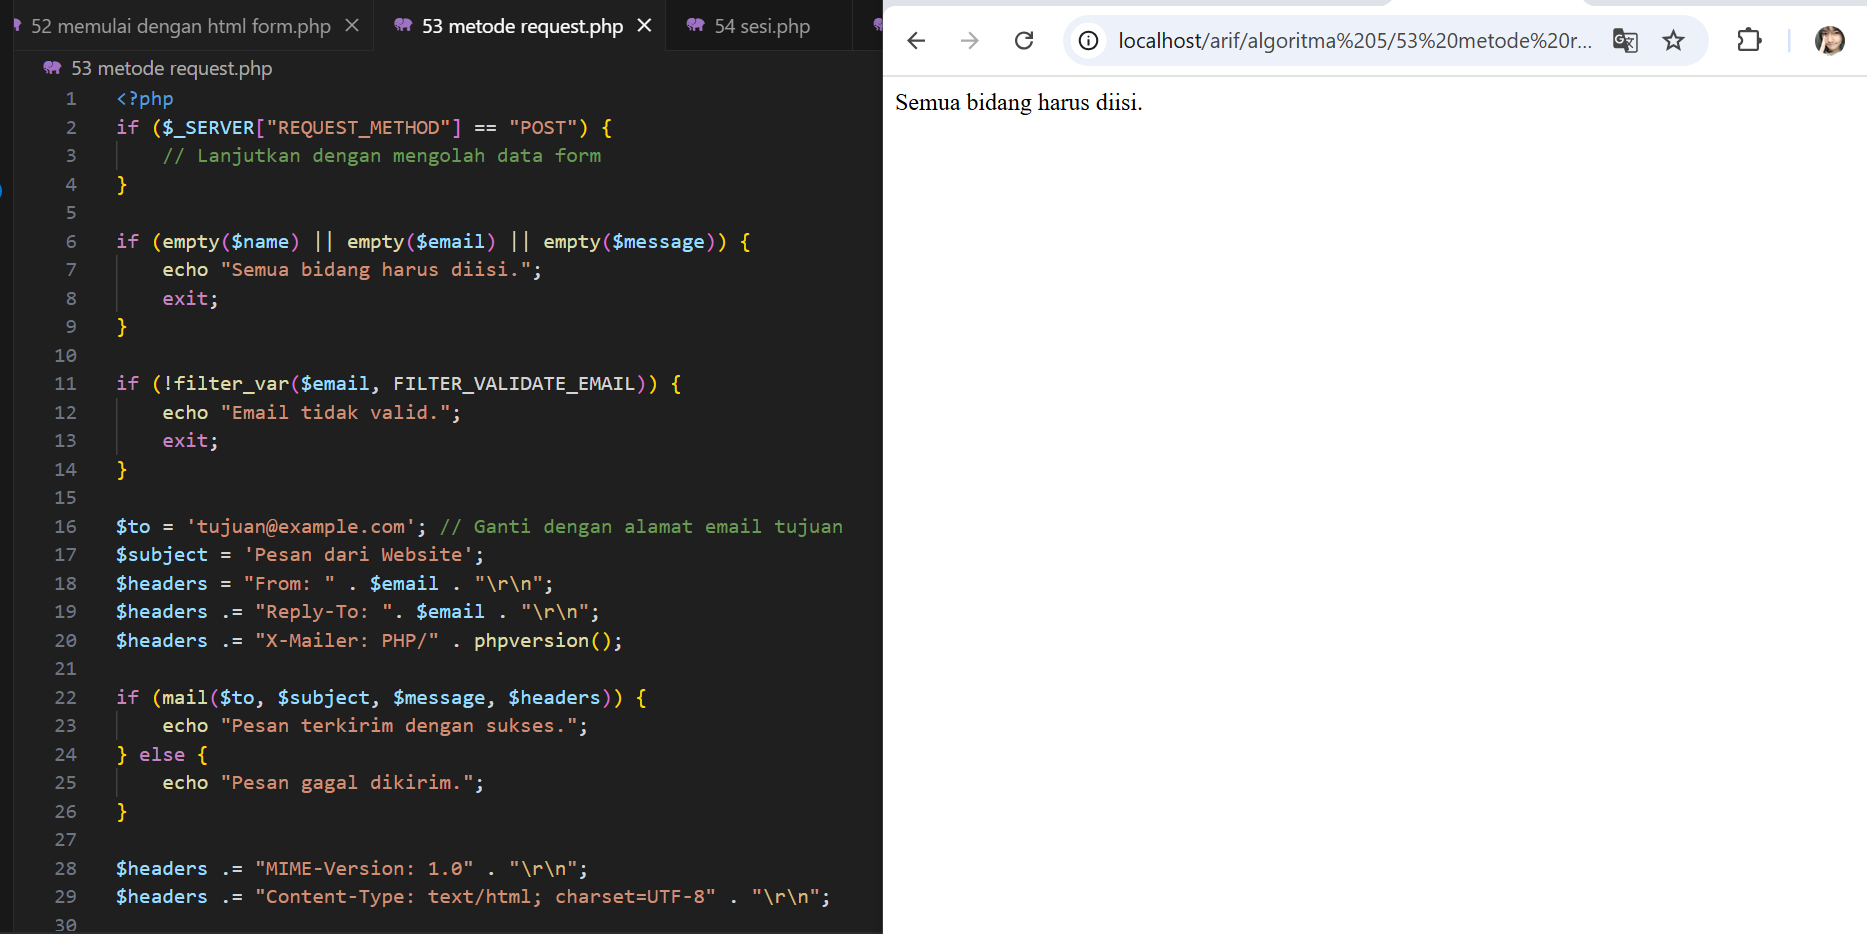 52 memulai dengan html form.php
53 metode request.php
54 sesi.php
53 metode request.php
1 <?php
2 if ($_SERVER["REQUEST_METHOD"] == "POST") {
3 // Lanjutkan dengan mengolah data form
4 }
5
6 if (empty($name) || empty($email) || empty($message)) {
7 echo "Semua bidang harus diisi.";
8 exit;
9 }
10
11 if (!filter_var($email, FILTER_VALIDATE_EMAIL)) {
12 echo "Email tidak valid.";
13 exit;
14 }
15
16 $to = 'tujuan@example.com'; // Ganti dengan alamat email tujuan
17 $subject = 'Pesan dari Website';
18 $headers = "From: " . $email . "\r\n";
19 $headers .= "Reply-To: ". $email . "\r\n";
20 $headers .= "X-Mailer: PHP/" . phpversion();
21
22 if (mail($to, $subject, $message, $headers)) {
23 echo "Pesan terkirim dengan sukses.";
24 } else {
25 echo "Pesan gagal dikirim.";
26 }
27
28 $headers .= "MIME-Version: 1.0" . "\r\n";
29 $headers .= "Content-Type: text/html; charset=UTF-8" . "\r\n";
30
localhost/arif/algoritma%205/53%20metode%20r...
Semua bidang harus diisi.